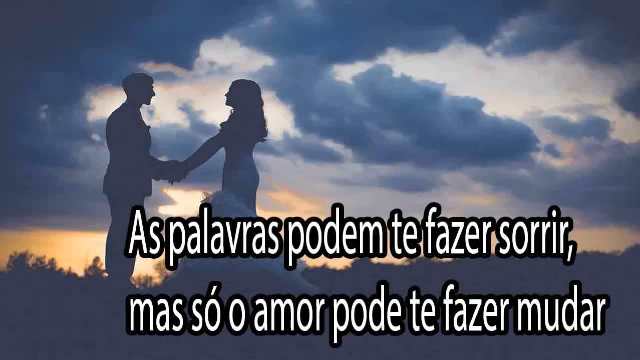 As palavras podem te fazer sorrir,
mas só o amor pode te fazer mudar